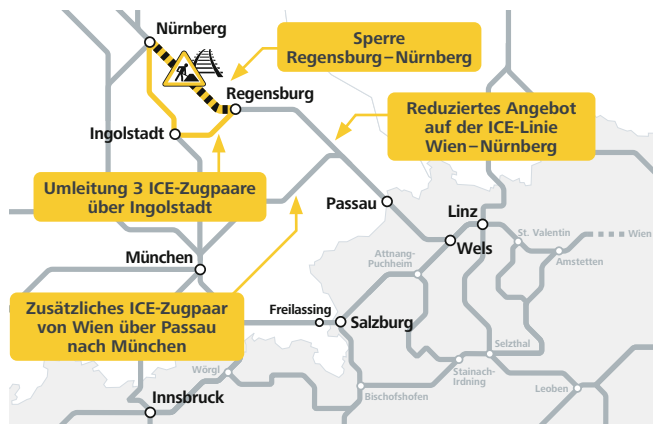 Nürnberg
Sperre
Regensburg–Nürnberg
Regensburg
Ingolstadt
Reduziertes Angebot
auf der ICE-Linie
Wien–Nürnberg
Umleitung 3 ICE-Zugpaare
über Ingolstadt
Passau
Linz
St. Valentin
Wien
Wels
Amstetten
Attnang-
Puchheim
München
Zusätzliches ICE-Zugpaar
von Wien über Passau
nach München
Freilassing
Salzburg
Selzthal
Stainach-
Irdning
Wörgl
Leoben
Bischofshofen
Innsbruck